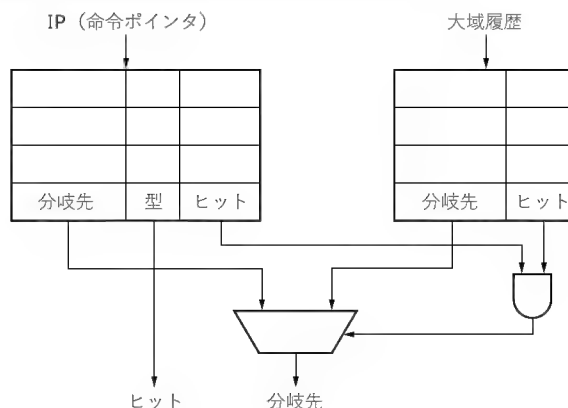 IP（命令ポインタ）
大域履歴
分岐先
型
ヒット
分岐先
ヒット
ヒット
分岐先